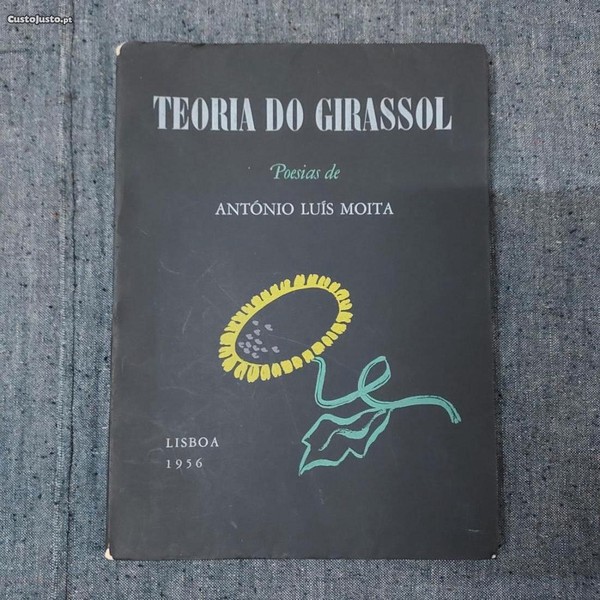 CustoJusto.pt
TEORIA DO GIRASSOL
Poesias de
ANTÓNIO LUÍS MOITA
LISBOA
1956